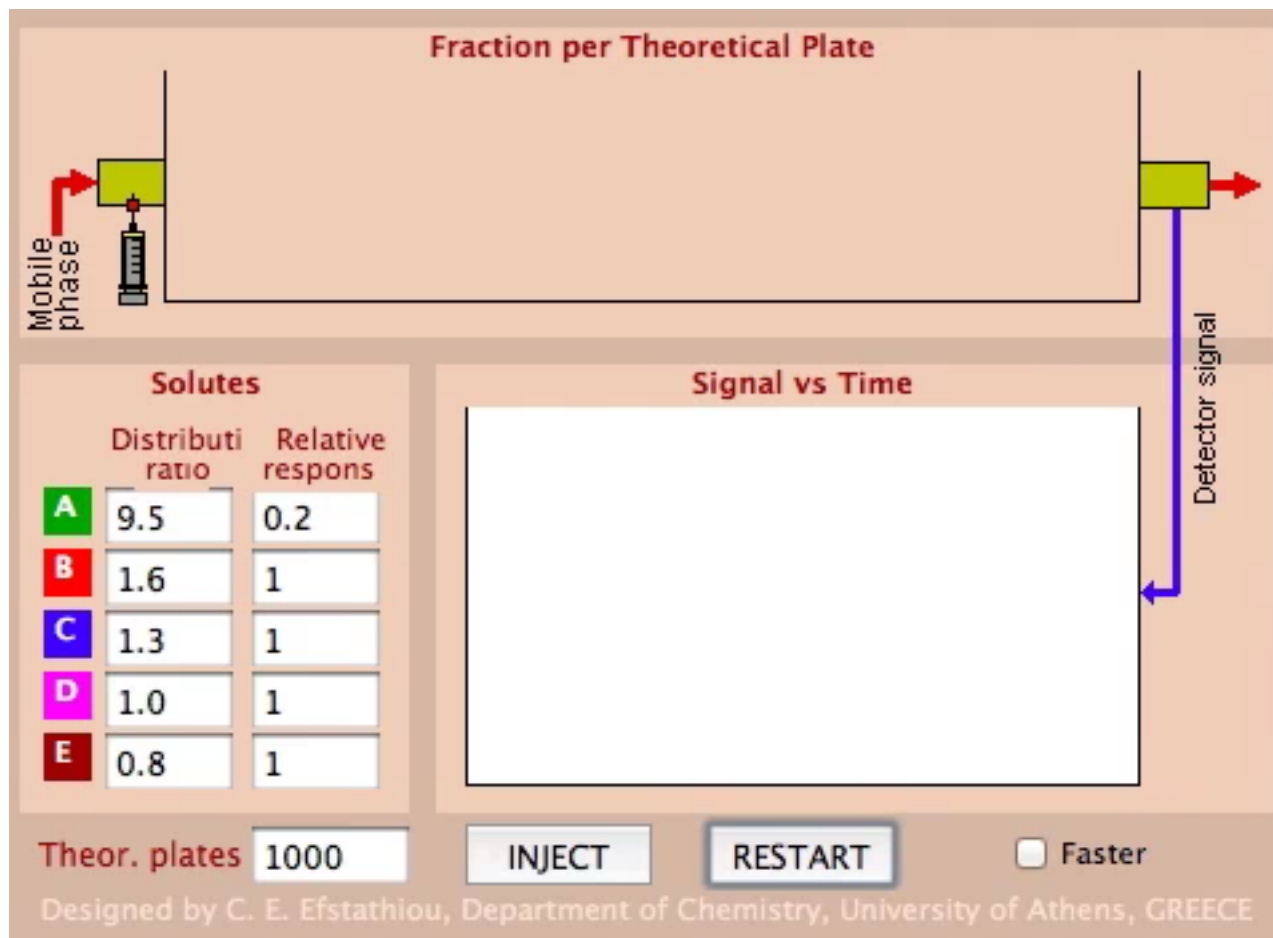 Fraction per Theoretical Plate
Mobile
phase
Detector signal
Solutes
Distributi Relative
ratio respons
A 9.5 0.2
B 1.6 1
C 1.3 1
D 1.0 1
E 0.8 1
Signal vs Time
Theor. plates 1000 INJECT RESTART Faster
Designed by C. E. Efstathiou, Department of Chemistry, University of Athens, GREECE